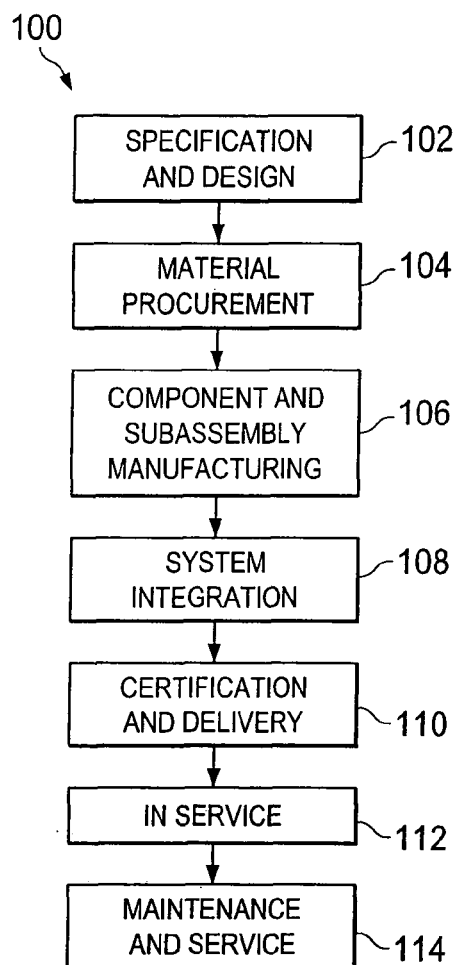 100
SPECIFICATION
AND DESIGN
102
MATERIAL
PROCUREMENT
104
COMPONENT AND
SUBASSEMBLY
MANUFACTURING
106
SYSTEM
INTEGRATION
108
CERTIFICATION
AND DELIVERY
110
IN SERVICE
112
MAINTENANCE
AND SERVICE
114